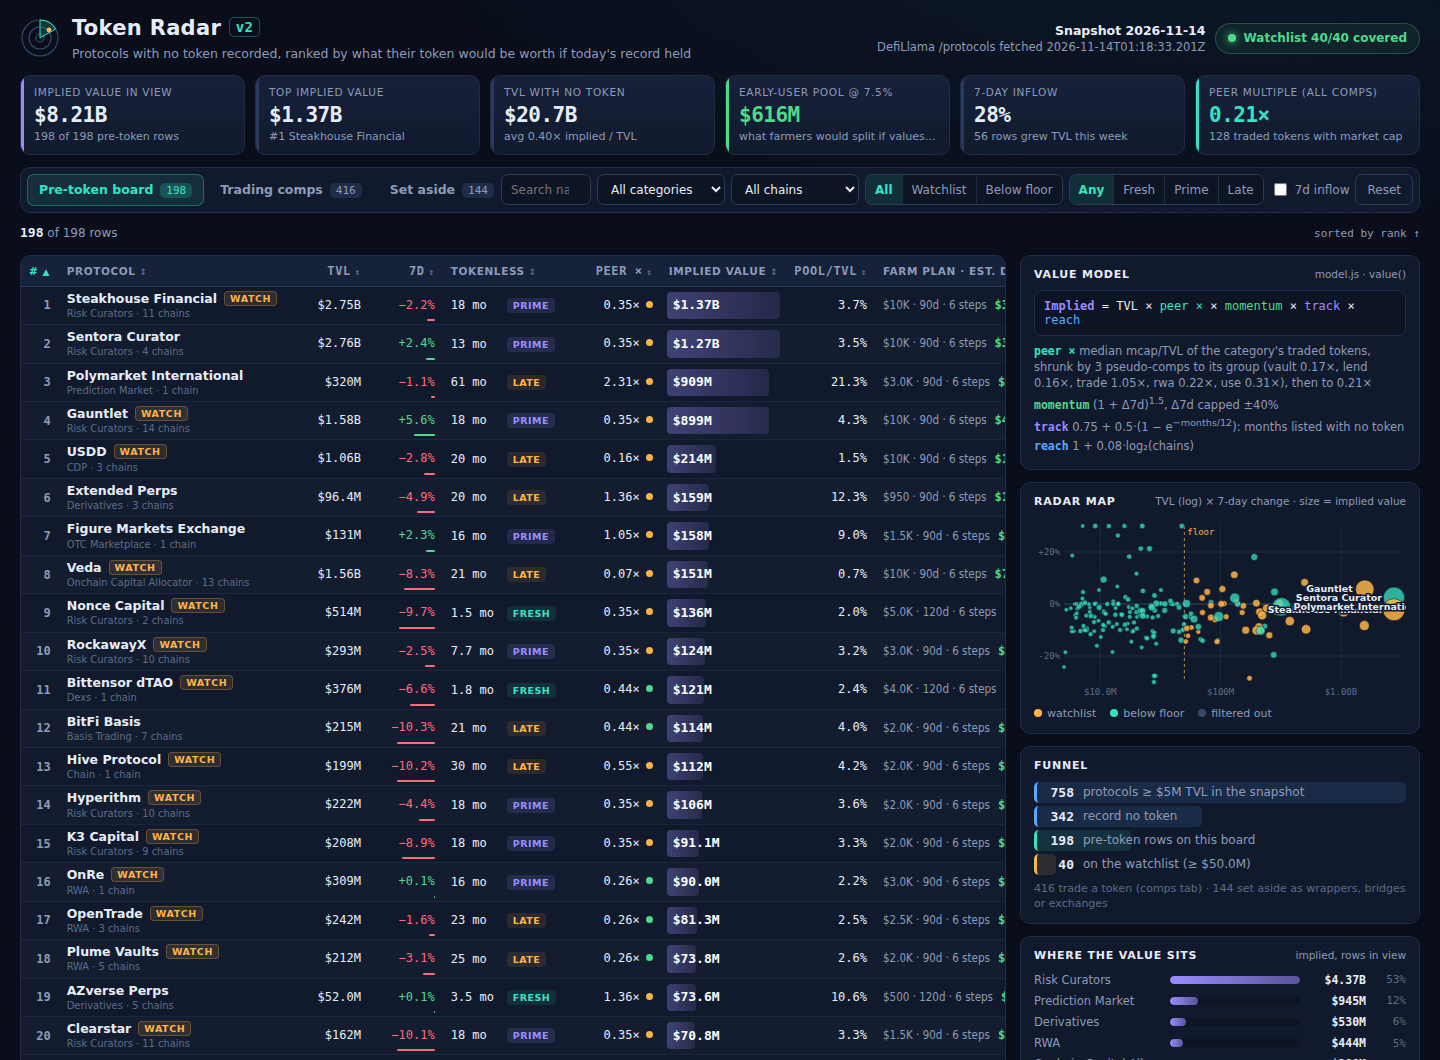 Token Radar v2
Protocols with no token recorded, ranked by what their token would be worth if today's record held
Snapshot 2026-11-14
DefiLlama /protocols fetched 2026-11-14T01:18:33.201Z
Watchlist 40/40 covered
IMPLIED VALUE IN VIEW
$8.21B
198 of 198 pre-token rows
TOP IMPLIED VALUE
$1.37B
#1 Steakhouse Financial
TVL WITH NO TOKEN
$20.7B
avg 0.40× implied / TVL
EARLY-USER POOL @ 7.5%
$616M
what farmers would split if values…
7-DAY INFLOW
28%
56 rows grew TVL this week
PEER MULTIPLE (ALL COMPS)
0.21×
128 traded tokens with market cap
Pre-token board 198 Trading comps 416 Set aside 144 Search na All categories All chains All Watchlist Below floor Any Fresh Prime Late 7d inflow Reset
198 of 198 rows
sorted by rank ↑
# ▲ PROTOCOL ↕ TVL ↕ 7D ↕ TOKENLESS ↕ PEER × ↕ IMPLIED VALUE ↕ POOL/TVL ↕ FARM PLAN · EST. D
1 Steakhouse Financial WATCH $2.75B −2.2% 18 mo PRIME 0.35× $1.37B 3.7% $10K · 90d · 6 steps
Risk Curators · 11 chains
2 Sentora Curator $2.76B +2.4% 13 mo PRIME 0.35× $1.27B 3.5% $10K · 90d · 6 steps
Risk Curators · 4 chains
3 Polymarket International $320M −1.1% 61 mo LATE 2.31× $909M 21.3% $3.0K · 90d · 6 steps
Prediction Market · 1 chain
4 Gauntlet WATCH $1.58B +5.6% 18 mo PRIME 0.35× $899M 4.3% $10K · 90d · 6 steps
Risk Curators · 14 chains
5 USDD WATCH $1.06B −2.8% 20 mo LATE 0.16× $214M 1.5% $10K · 90d · 6 steps
CDP · 3 chains
6 Extended Perps $96.4M −4.9% 20 mo LATE 1.36× $159M 12.3% $950 · 90d · 6 steps
Derivatives · 3 chains
7 Figure Markets Exchange $131M +2.3% 16 mo PRIME 1.05× $158M 9.0% $1.5K · 90d · 6 steps
OTC Marketplace · 1 chain
8 Veda WATCH $1.56B −8.3% 21 mo LATE 0.07× $151M 0.7% $10K · 90d · 6 steps
Onchain Capital Allocator · 13 chains
9 Nonce Capital WATCH $514M −9.7% 1.5 mo FRESH 0.35× $136M 2.0% $5.0K · 120d · 6 steps
Risk Curators · 2 chains
10 RockawayX WATCH $293M −2.5% 7.7 mo PRIME 0.35× $124M 3.2% $3.0K · 90d · 6 steps
Risk Curators · 10 chains
11 Bittensor dTAO WATCH $376M −6.6% 1.8 mo FRESH 0.44× $121M 2.4% $4.0K · 120d · 6 steps
Dexs · 1 chain
12 BitFi Basis $215M −10.3% 21 mo LATE 0.44× $114M 4.0% $2.0K · 90d · 6 steps
Basis Trading · 7 chains
13 Hive Protocol WATCH $199M −10.2% 30 mo LATE 0.55× $112M 4.2% $2.0K · 90d · 6 steps
Chain · 1 chain
14 Hyperithm WATCH $222M −4.4% 18 mo PRIME 0.35× $106M 3.6% $2.0K · 90d · 6 steps
Risk Curators · 10 chains
15 K3 Capital WATCH $208M −8.9% 18 mo PRIME 0.35× $91.1M 3.3% $2.0K · 90d · 6 steps
Risk Curators · 9 chains
16 OnRe WATCH $309M +0.1% 16 mo PRIME 0.26× $90.0M 2.2% $3.0K · 90d · 6 steps
RWA · 1 chain
17 OpenTrade WATCH $242M −1.6% 23 mo LATE 0.26× $81.3M 2.5% $2.5K · 90d · 6 steps
RWA · 3 chains
18 Plume Vaults WATCH $212M −3.1% 25 mo LATE 0.26× $73.8M 2.6% $2.0K · 90d · 6 steps
RWA · 5 chains
19 AZverse Perps $52.0M +0.1% 3.5 mo FRESH 1.36× $73.6M 10.6% $500 · 120d · 6 steps
Derivatives · 5 chains
20 Clearstar WATCH $162M −10.1% 18 mo PRIME 0.35× $70.8M 3.3% $1.5K · 90d · 6 steps
Risk Curators · 11 chains
VALUE MODEL model.js · value()
Implied = TVL × peer × × momentum × track ×
reach
peer × median mcap/TVL of the category's traded tokens,
shrunk by 3 pseudo-comps to its group (vault 0.17×, lend
0.16×, trade 1.05×, rwa 0.22×, use 0.31×), then to 0.21×
momentum (1 + Δ7d)^1.5, Δ7d capped ±40%
track 0.75 + 0.5·(1 − e^−months/12): months listed with no token
reach 1 + 0.08·log₂(chains)
RADAR MAP TVL (log) × 7-day change · size = implied value
floor
+20%
Gauntlet
Sentora Curator
0%
Polymarket Internatio
-20%
$10.0M $100M $1.00B
watchlist below floor filtered out
FUNNEL
758 protocols ≥ $5M TVL in the snapshot
342 record no token
198 pre-token rows on this board
40 on the watchlist (≥ $50.0M)
416 trade a token (comps tab) · 144 set aside as wrappers, bridges
or exchanges
WHERE THE VALUE SITS implied, rows in view
Risk Curators $4.37B 53%
Prediction Market $945M 12%
Derivatives $530M 6%
RWA $444M 5%